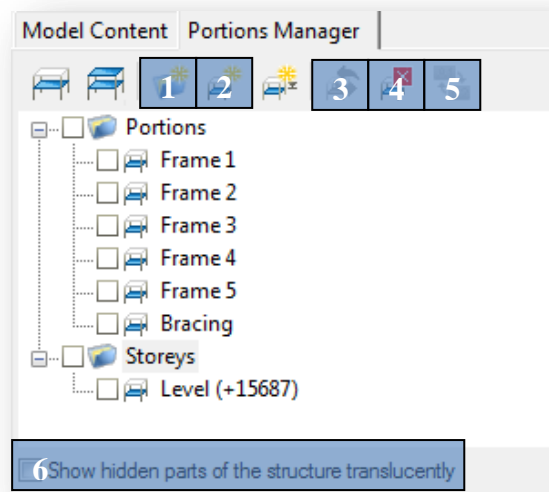 Model Content Portions Manager
1 2 3 4 5
Portions
Frame 1
Frame 2
Frame 3
Frame 4
Frame 5
Bracing
Storeys
Level (+15687)
6 Show hidden parts of the structure translucently